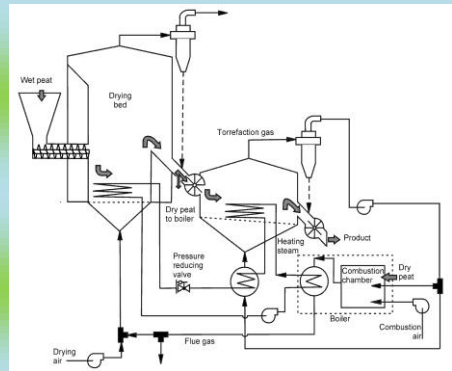 Wet peat
Drying
bed
Torrefaction gas
Dry peat
to boiler
Heating
steam
Product
Pressure
reducing
valve
Combustion
chamber
Dry
peat
Boiler
Combustion
air
Flue gas
Drying
air